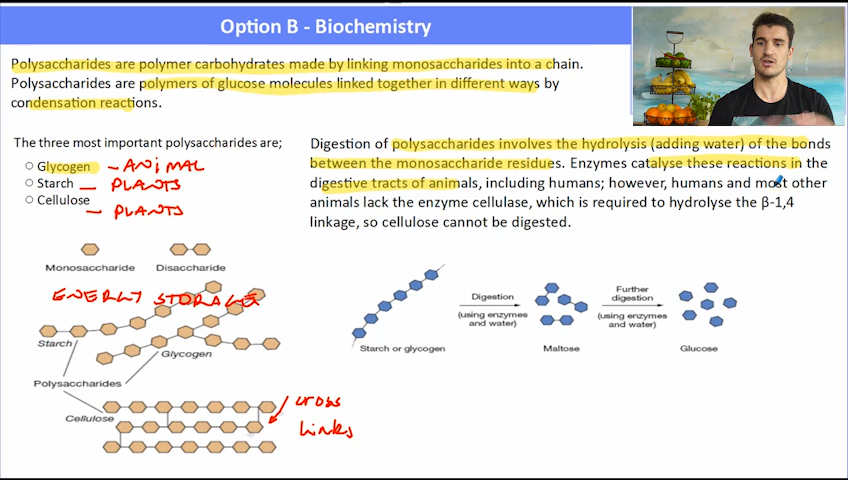 Option B - Biochemistry
Polysaccharides are polymer carbohydrates made by linking monosaccharides into a chain.
Polysaccharides are polymers of glucose molecules linked together in different ways by
condensation reactions.
The three most important polysaccharides are;
Glycogen - ANIMAL
Starch - PLANTS
Cellulose - PLANTS
Digestion of polysaccharides involves the hydrolysis (adding water) of the bonds
between the monosaccharide residues. Enzymes catalyse these reactions in the
digestive tracts of animals, including humans; however, humans and most other
animals lack the enzyme cellulase, which is required to hydrolyse the β-1,4
linkage, so cellulose cannot be digested.
Monosaccharide
Disaccharide
ENERGY STORAGE
Starch
Glycogen
Polysaccharides
Cellulose
cross
links
Digestion
(using enzymes
and water)
Further
digestion
(using enzymes
and water)
Starch or glycogen
Maltose
Glucose